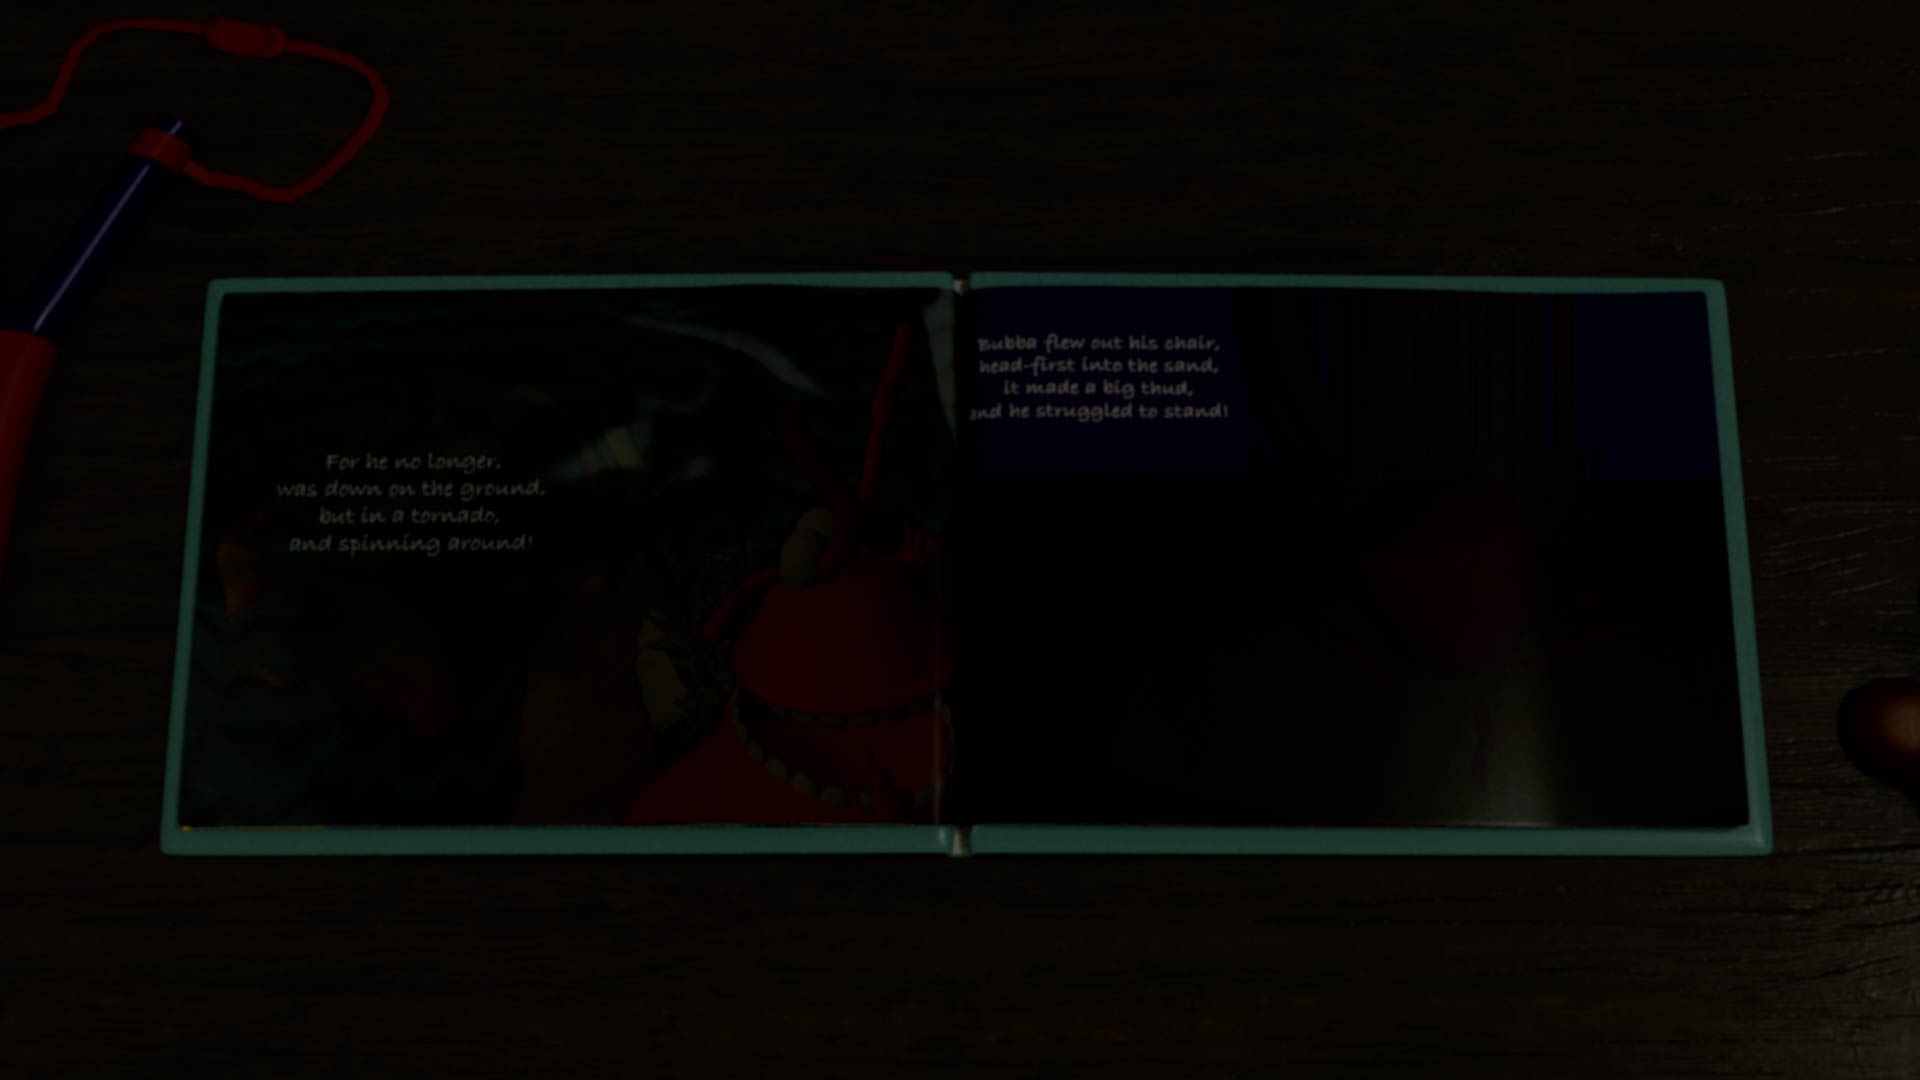 For he no longer,
was down on the ground,
but in a tornado,
and spinning around!
Bubba flew out his chair,
head-first into the sand,
it made a big thud,
and he struggled to stand!